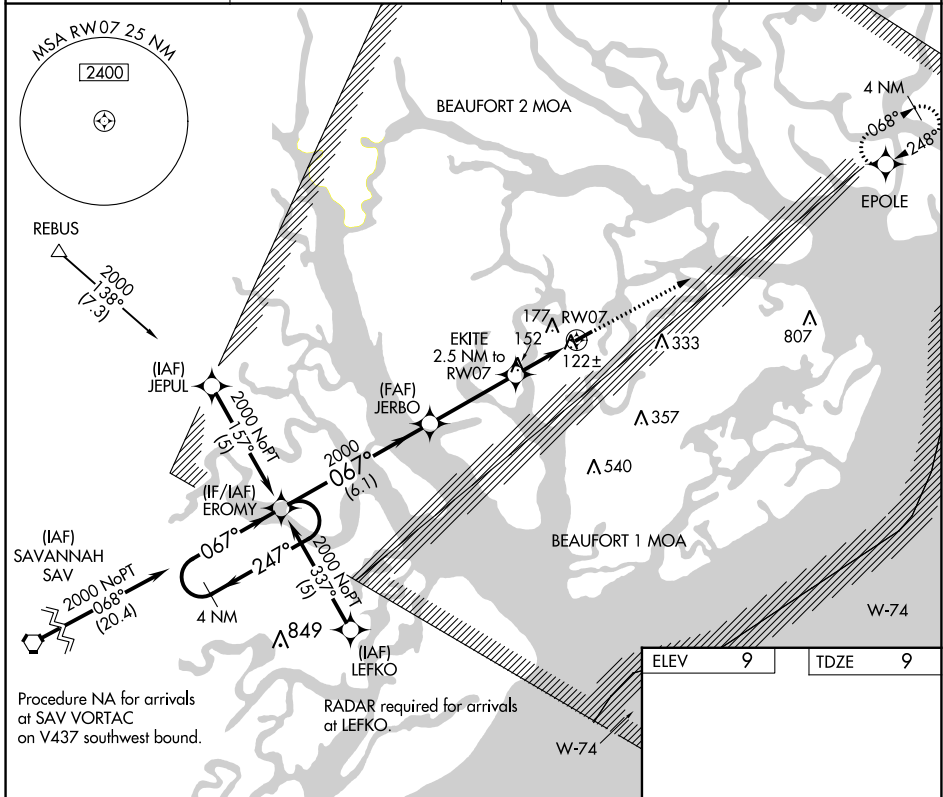 MSA RW07 25 NM
2400
BEAUFORT 2 MOA
4 NM
068°
248°
EPOLE
REBUS
2000
138°
(7.3)
177
RW07
152
EKITE
2.5 NM to
RW07
122±
333
807
(IAF)
JEPUL
(FAF)
JERBO
2000 NoPT
157°
(5)
357
2000
067°
(6.1)
540
(IF/IAF)
EROMY
BEAUFORT 1 MOA
(IAF)
SAVANNAH
SAV
067°
247°
2000 NoPT
337°
(5)
2000 NoPT
068°
(20.4)
4 NM
W-74
849
(IAF)
LEFKO
ELEV 9
TDZE 9
Procedure NA for arrivals
at SAV VORTAC
on V437 southwest bound.
RADAR required for arrivals
at LEFKO.
W-74